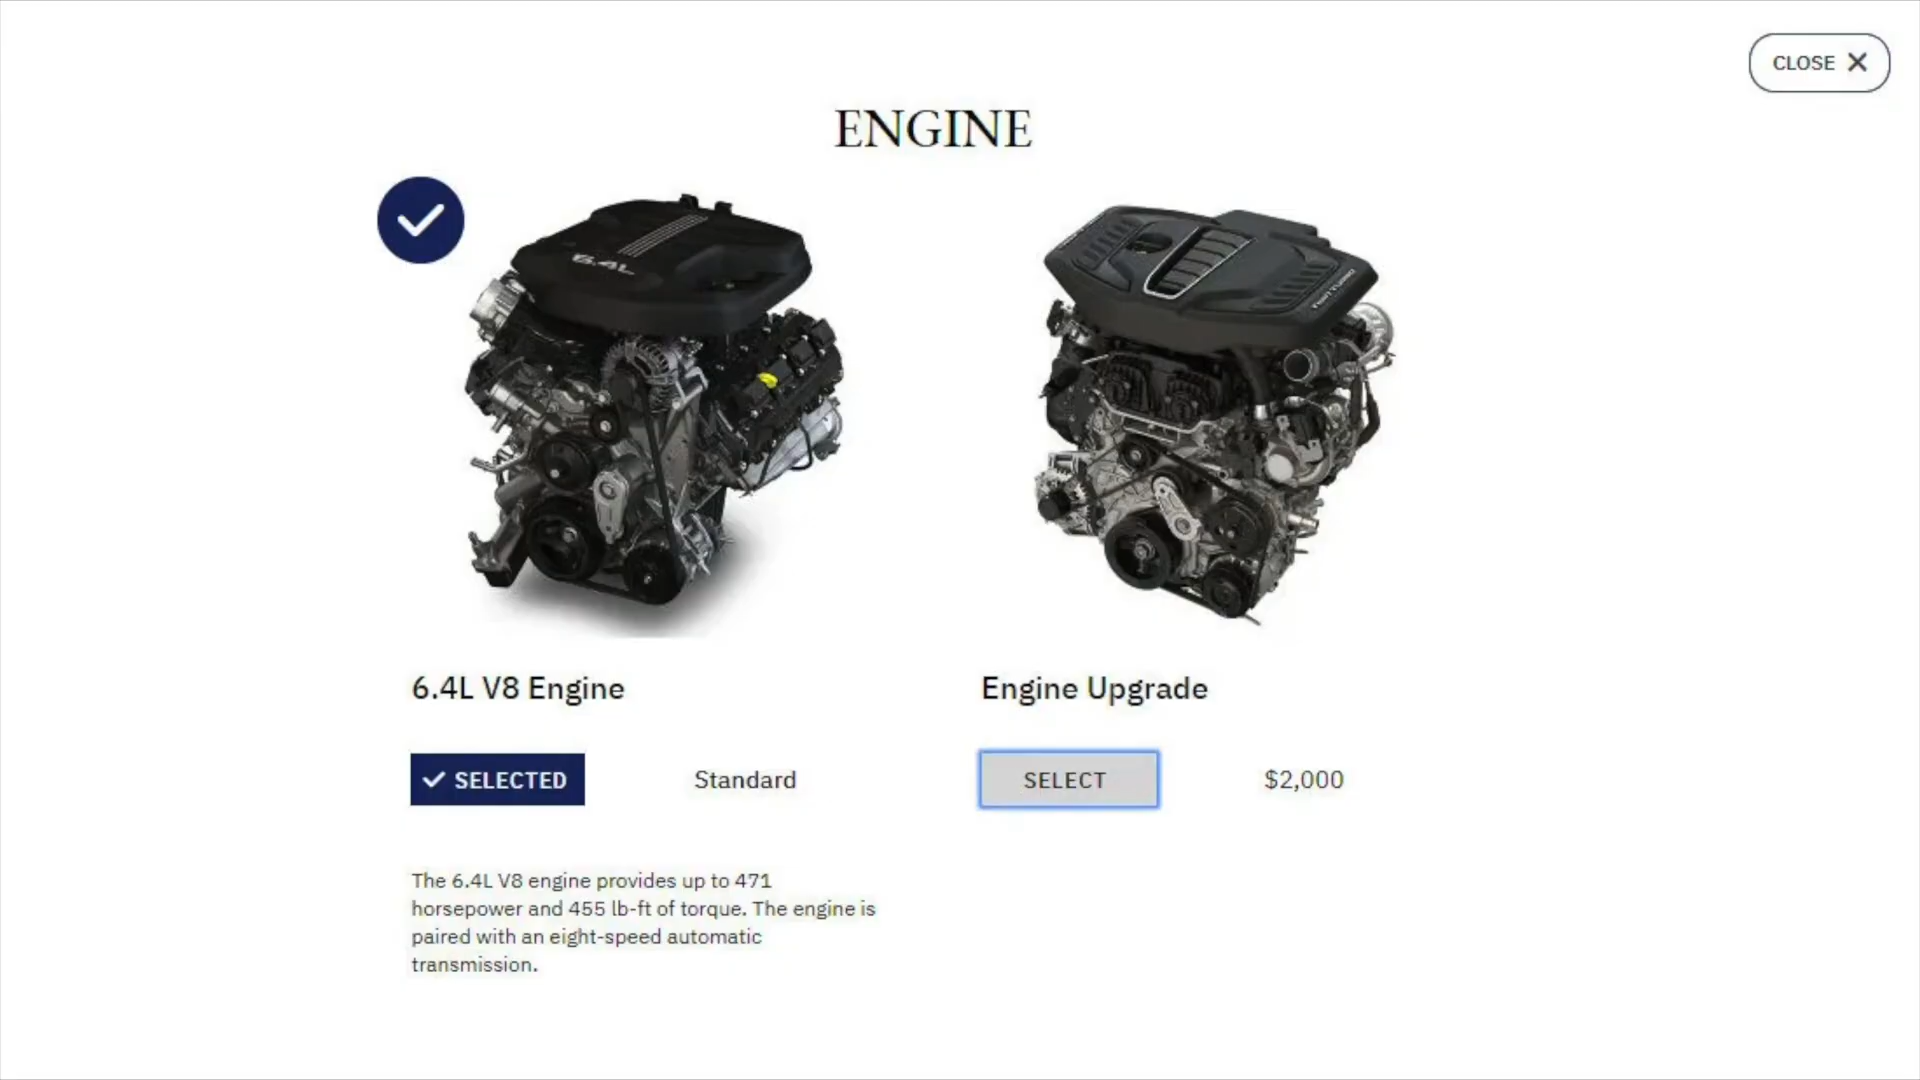 CLOSE
ENGINE
6.4L
6.4L V8 Engine
Engine Upgrade
SELECTED
Standard
SELECT
$2,000
The 6.4L V8 engine provides up to 471
horsepower and 455 lb-ft of torque. The engine is
paired with an eight-speed automatic
transmission.